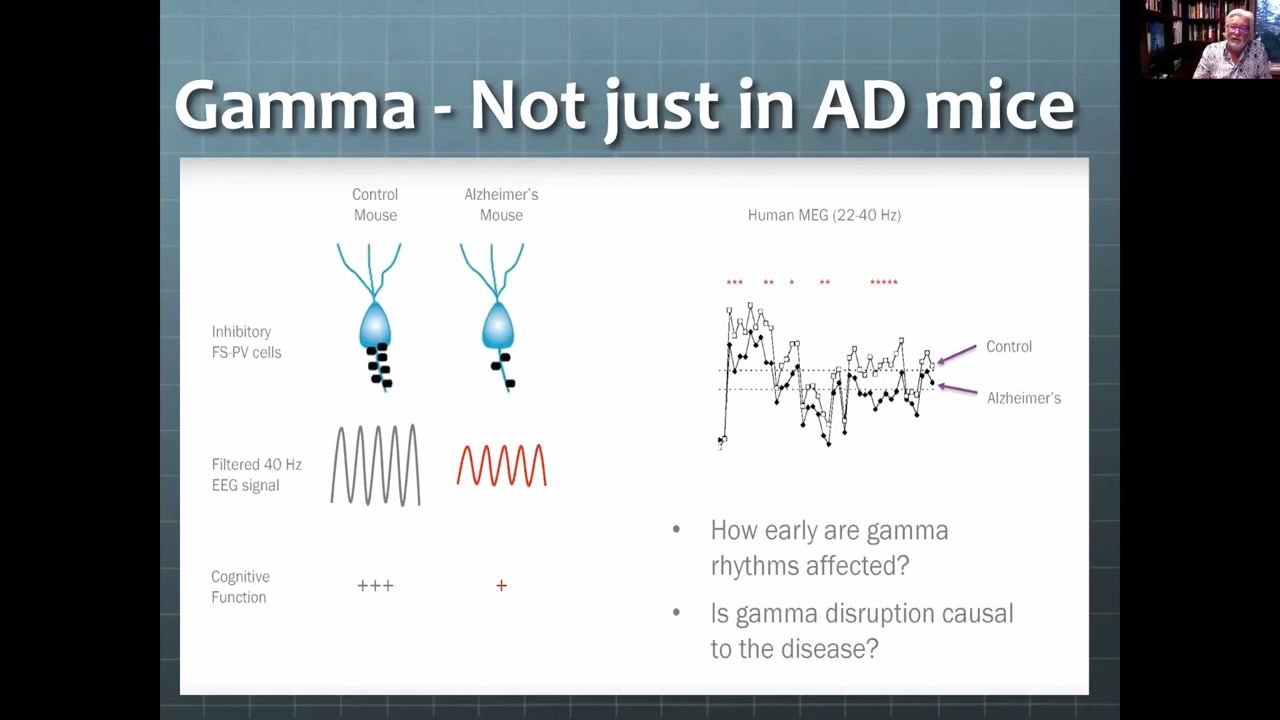 Gamma - Not just in AD mice
Control
Mouse
Alzheimer's
Mouse
Inhibitory
FS-PV cells
Filtered 40 Hz
EEG signal
Cognitive
Function
+++
+
Human MEG (22-40 Hz)
*** ** * ** *****
Control
Alzheimer's
• How early are gamma
rhythms affected?
• Is gamma disruption causal
to the disease?